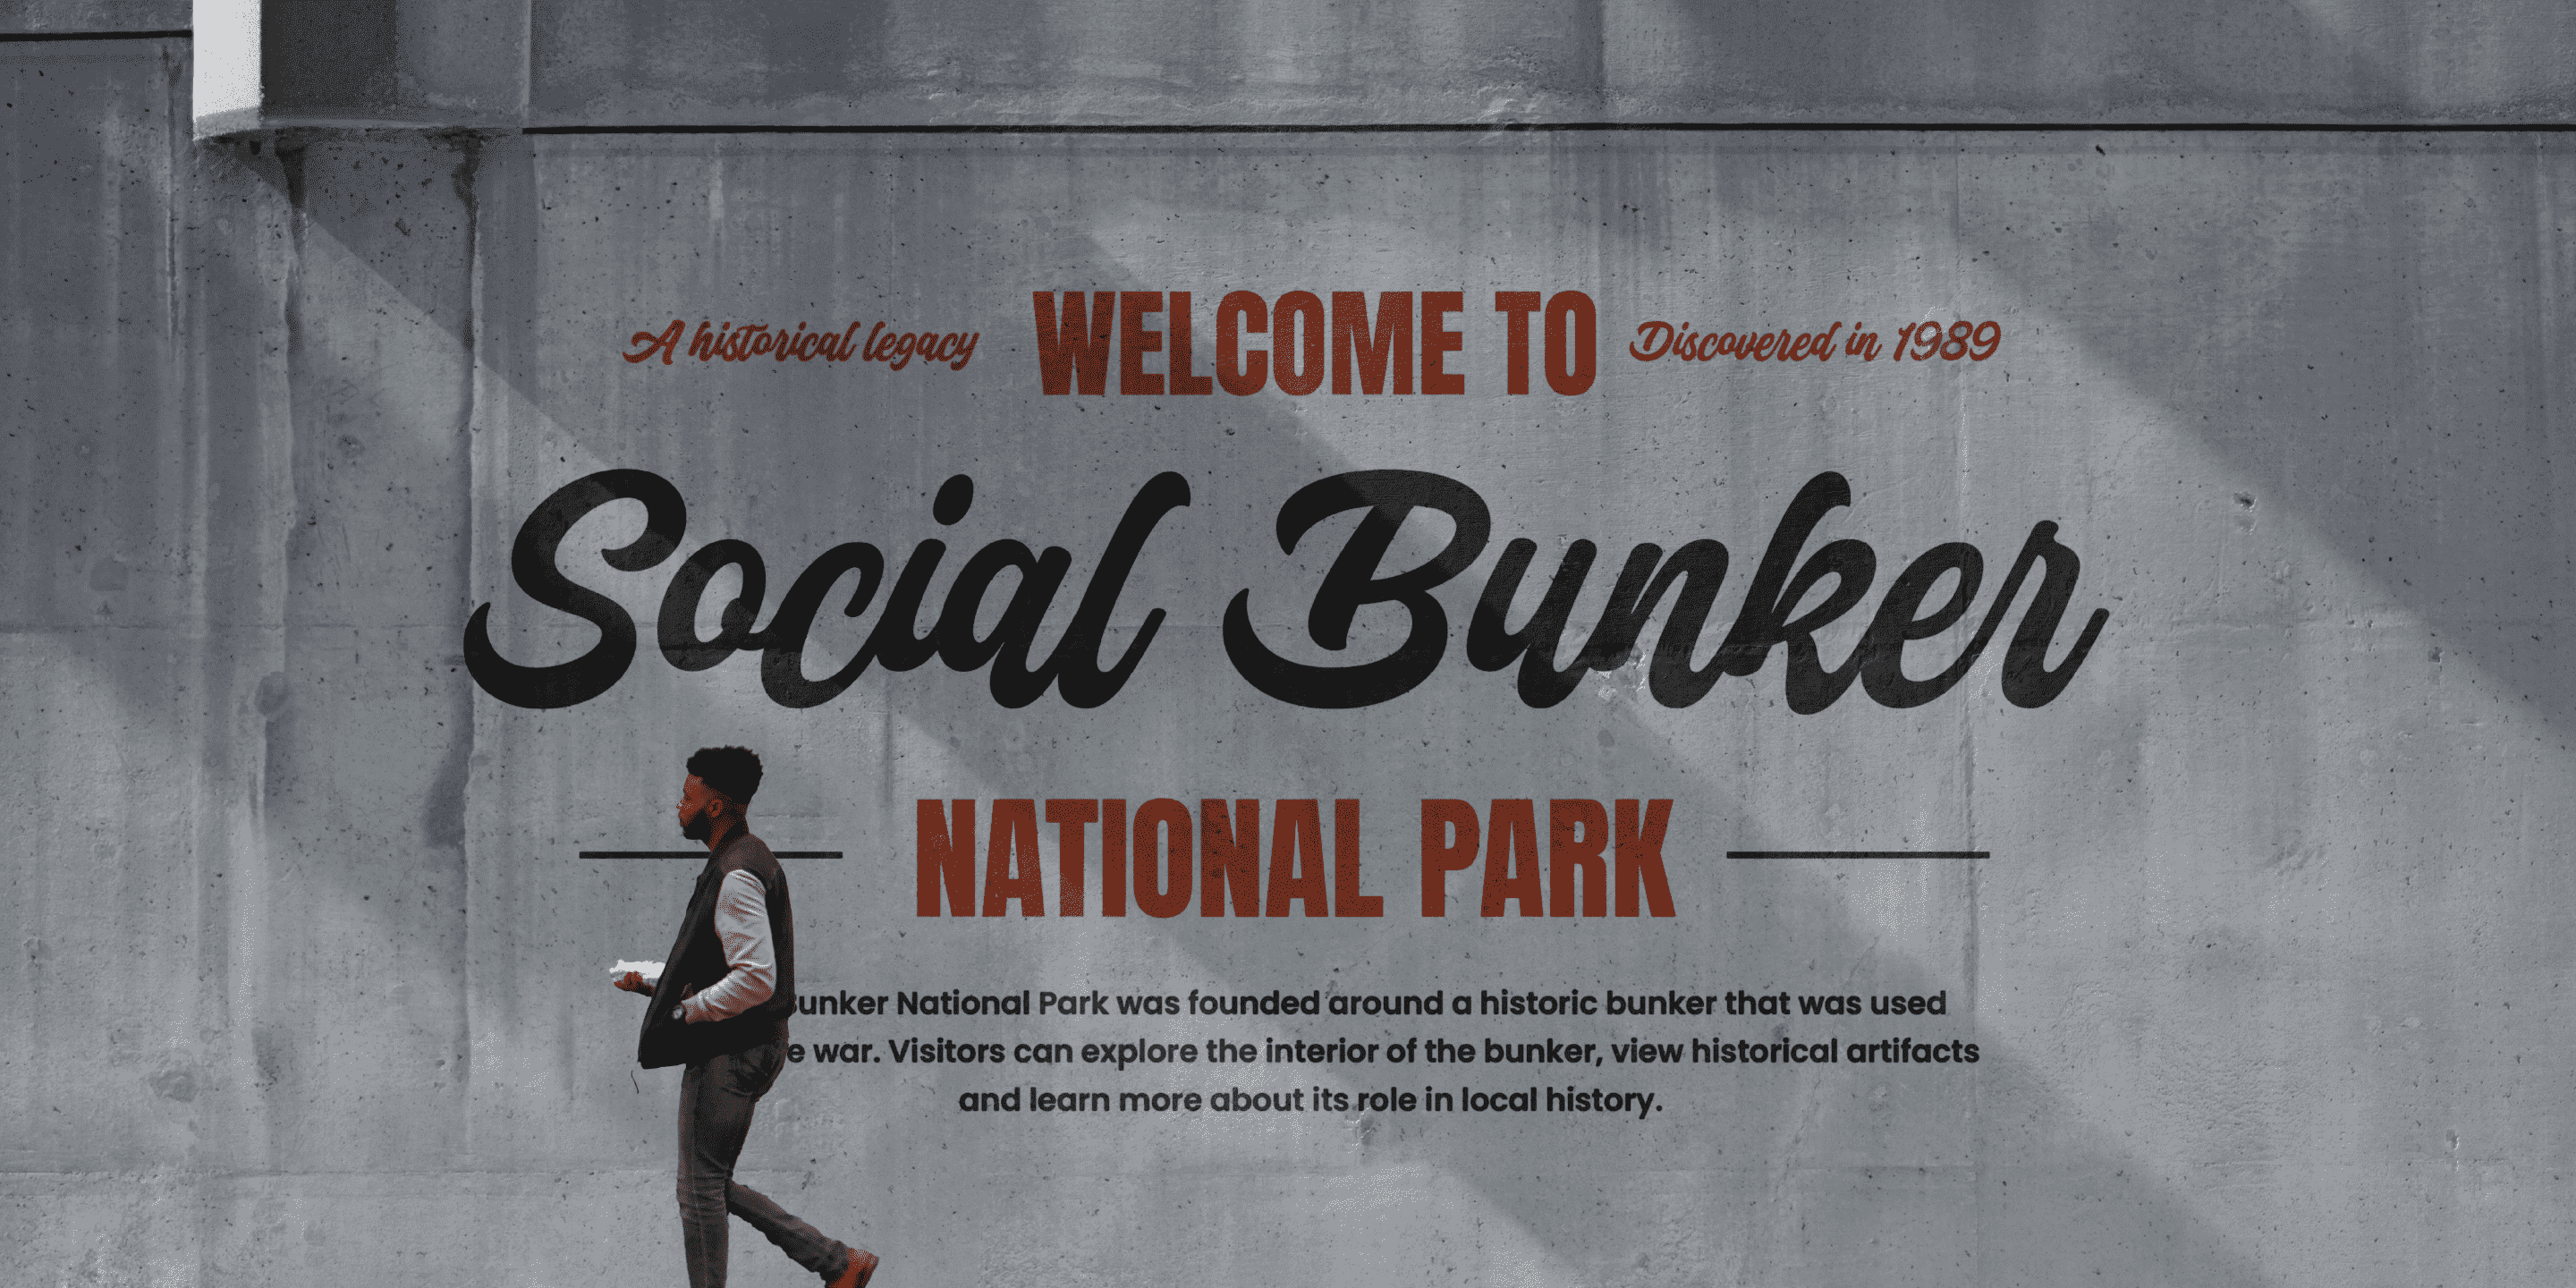 A historical legacy WELCOME TO Discovered in 1989
Social Bunker
NATIONAL PARK
unker National Park was founded around a historic bunker that was used
e war. Visitors can explore the interior of the bunker, view historical artifacts
and learn more about its role in local history.